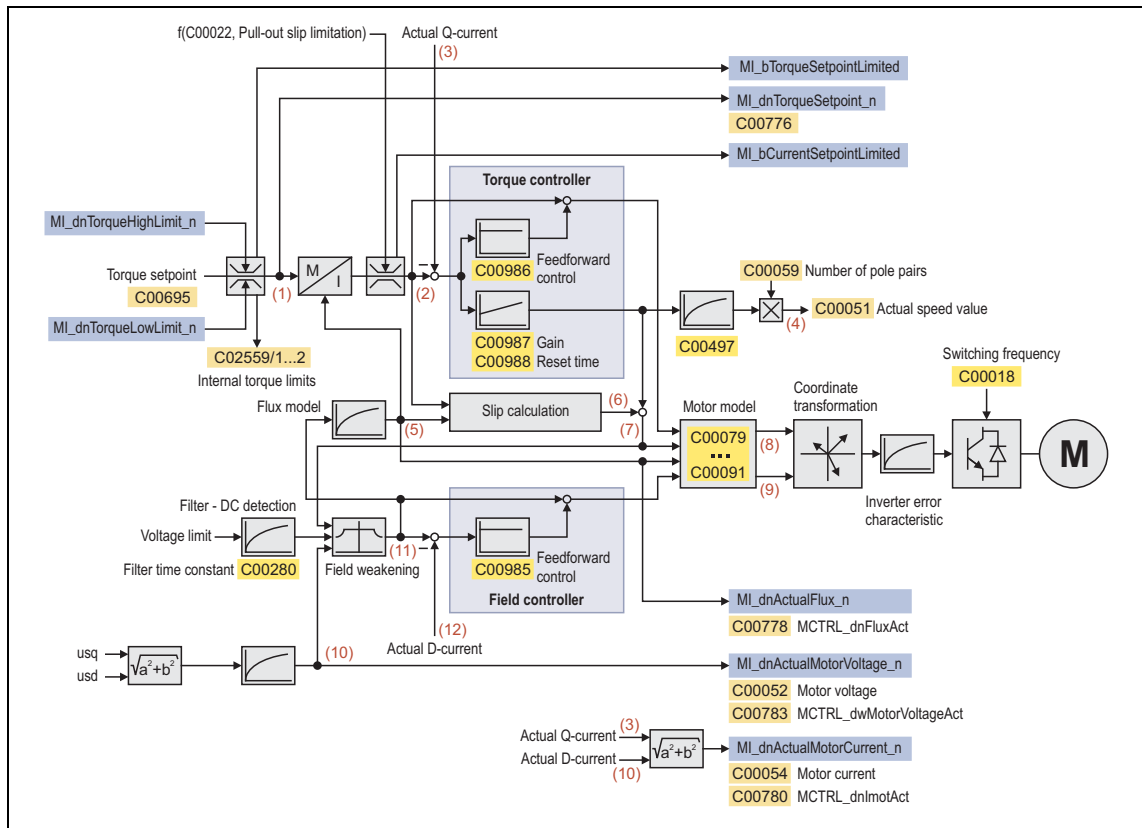 f(C00022, Pull-out slip limitation)
Actual Q-current
(3)
MI_bTorqueSetpointLimited
MI_dnTorqueSetpoint_n
C00776
MI_bCurrentSetpointLimited
Torque controller
MI_dnTorqueHighLimit_n
Torque setpoint
C00695
MI_dnTorqueLowLimit_n
(1)
M
I
(2)
C00986
Feedforward
control
C00987 Gain
C00988 Reset time
C00059 Number of pole pairs
C00051 Actual speed value
(4)
C00497
C02559/1...2
Internal torque limits
Switching frequency
C00018
Flux model
(5)
Slip calculation
(6)
(7)
Motor model
C00079
...
C00091
(8)
(9)
Coordinate
transformation
Inverter error
characteristic
M
Filter - DC detection
Voltage limit
Filter time constant C00280
Field weakening
(11)
C00985
Feedforward
control
Field controller
(12)
Actual D-current
MI_dnActualFlux_n
C00778 MCTRL_dnFluxAct
usq
usd
√a²+b²
(10)
MI_dnActualMotorVoltage_n
C00052 Motor voltage
C00783 MCTRL_dwMotorVoltageAct
Actual Q-current (3)
Actual D-current
(10)
√a²+b²
MI_dnActualMotorCurrent_n
C00054 Motor current
C00780 MCTRL_dnImotAct